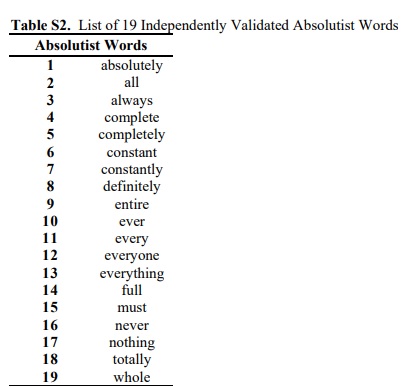 Table S2. List of 19 Independently Validated Absolutist Words
Absolutist Words
1 absolutely
2 all
3 always
4 complete
5 completely
6 constant
7 constantly
8 definitely
9 entire
10 ever
11 every
12 everyone
13 everything
14 full
15 must
16 never
17 nothing
18 totally
19 whole